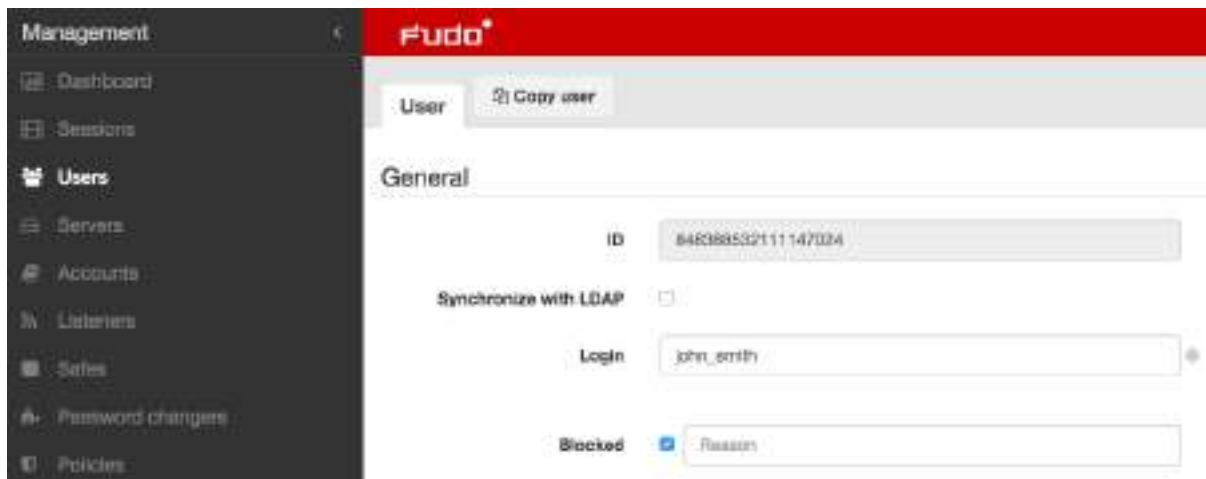 Management
Fudo
Dashboard
Sessions
Users
Servers
Accounts
Listeners
Safes
Password changers
Policies
User
Copy user
General
ID
848388532111147024
Synchronize with LDAP
Login
john_smith
Blocked
Reason